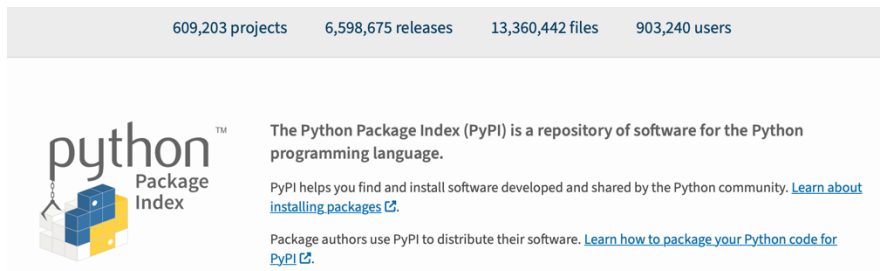 609,203 projects 6,598,675 releases 13,360,442 files 903,240 users
python™
Package
Index
The Python Package Index (PyPI) is a repository of software for the Python
programming language.
PyPI helps you find and install software developed and shared by the Python community. Learn about
installing packages.
Package authors use PyPI to distribute their software. Learn how to package your Python code for
PyPI.